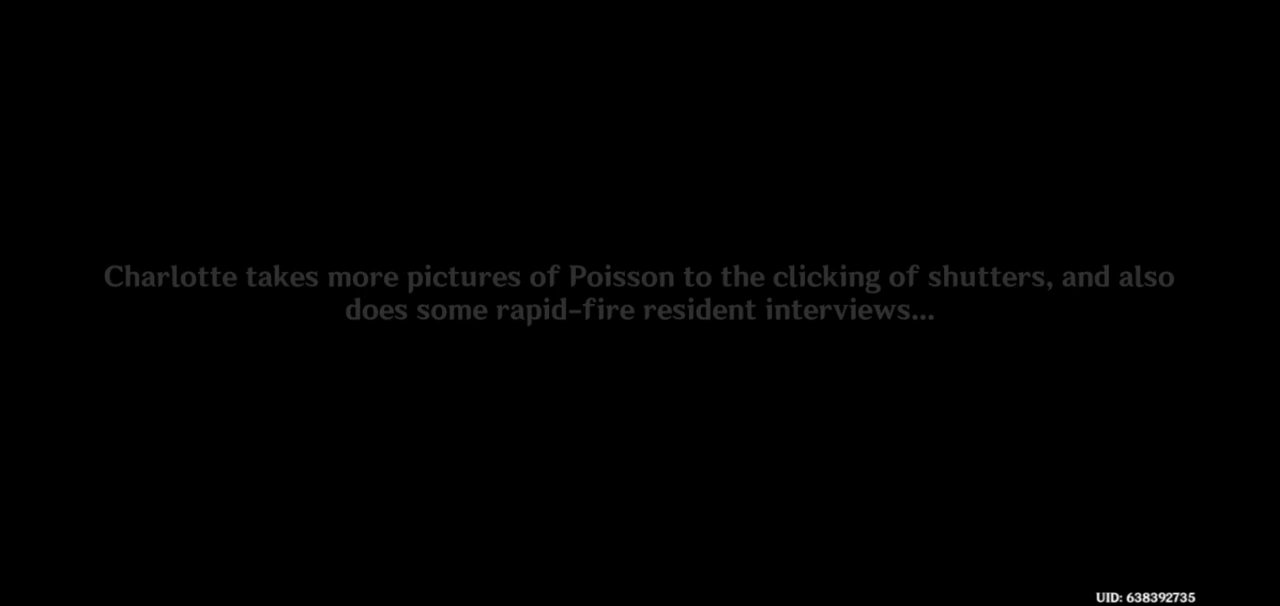 Charlotte takes more pictures of Poisson to the clicking of shutters, and also
does some rapid-fire resident interviews...
UID: 638392735